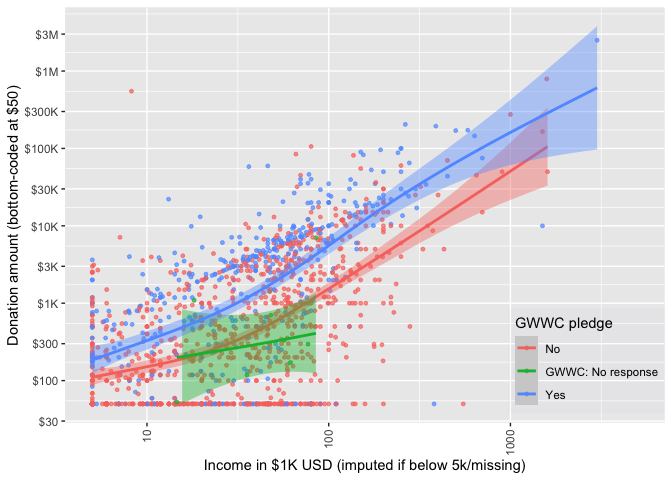 $3M
$1M
$300K
$100K
$30K
$10K
$3K
$1K
$300
$100
$30
Donation amount (bottom-coded at $50)
GWWC pledge
No
GWWC: No response
Yes
10
100
1000
Income in $1K USD (imputed if below 5k/missing)